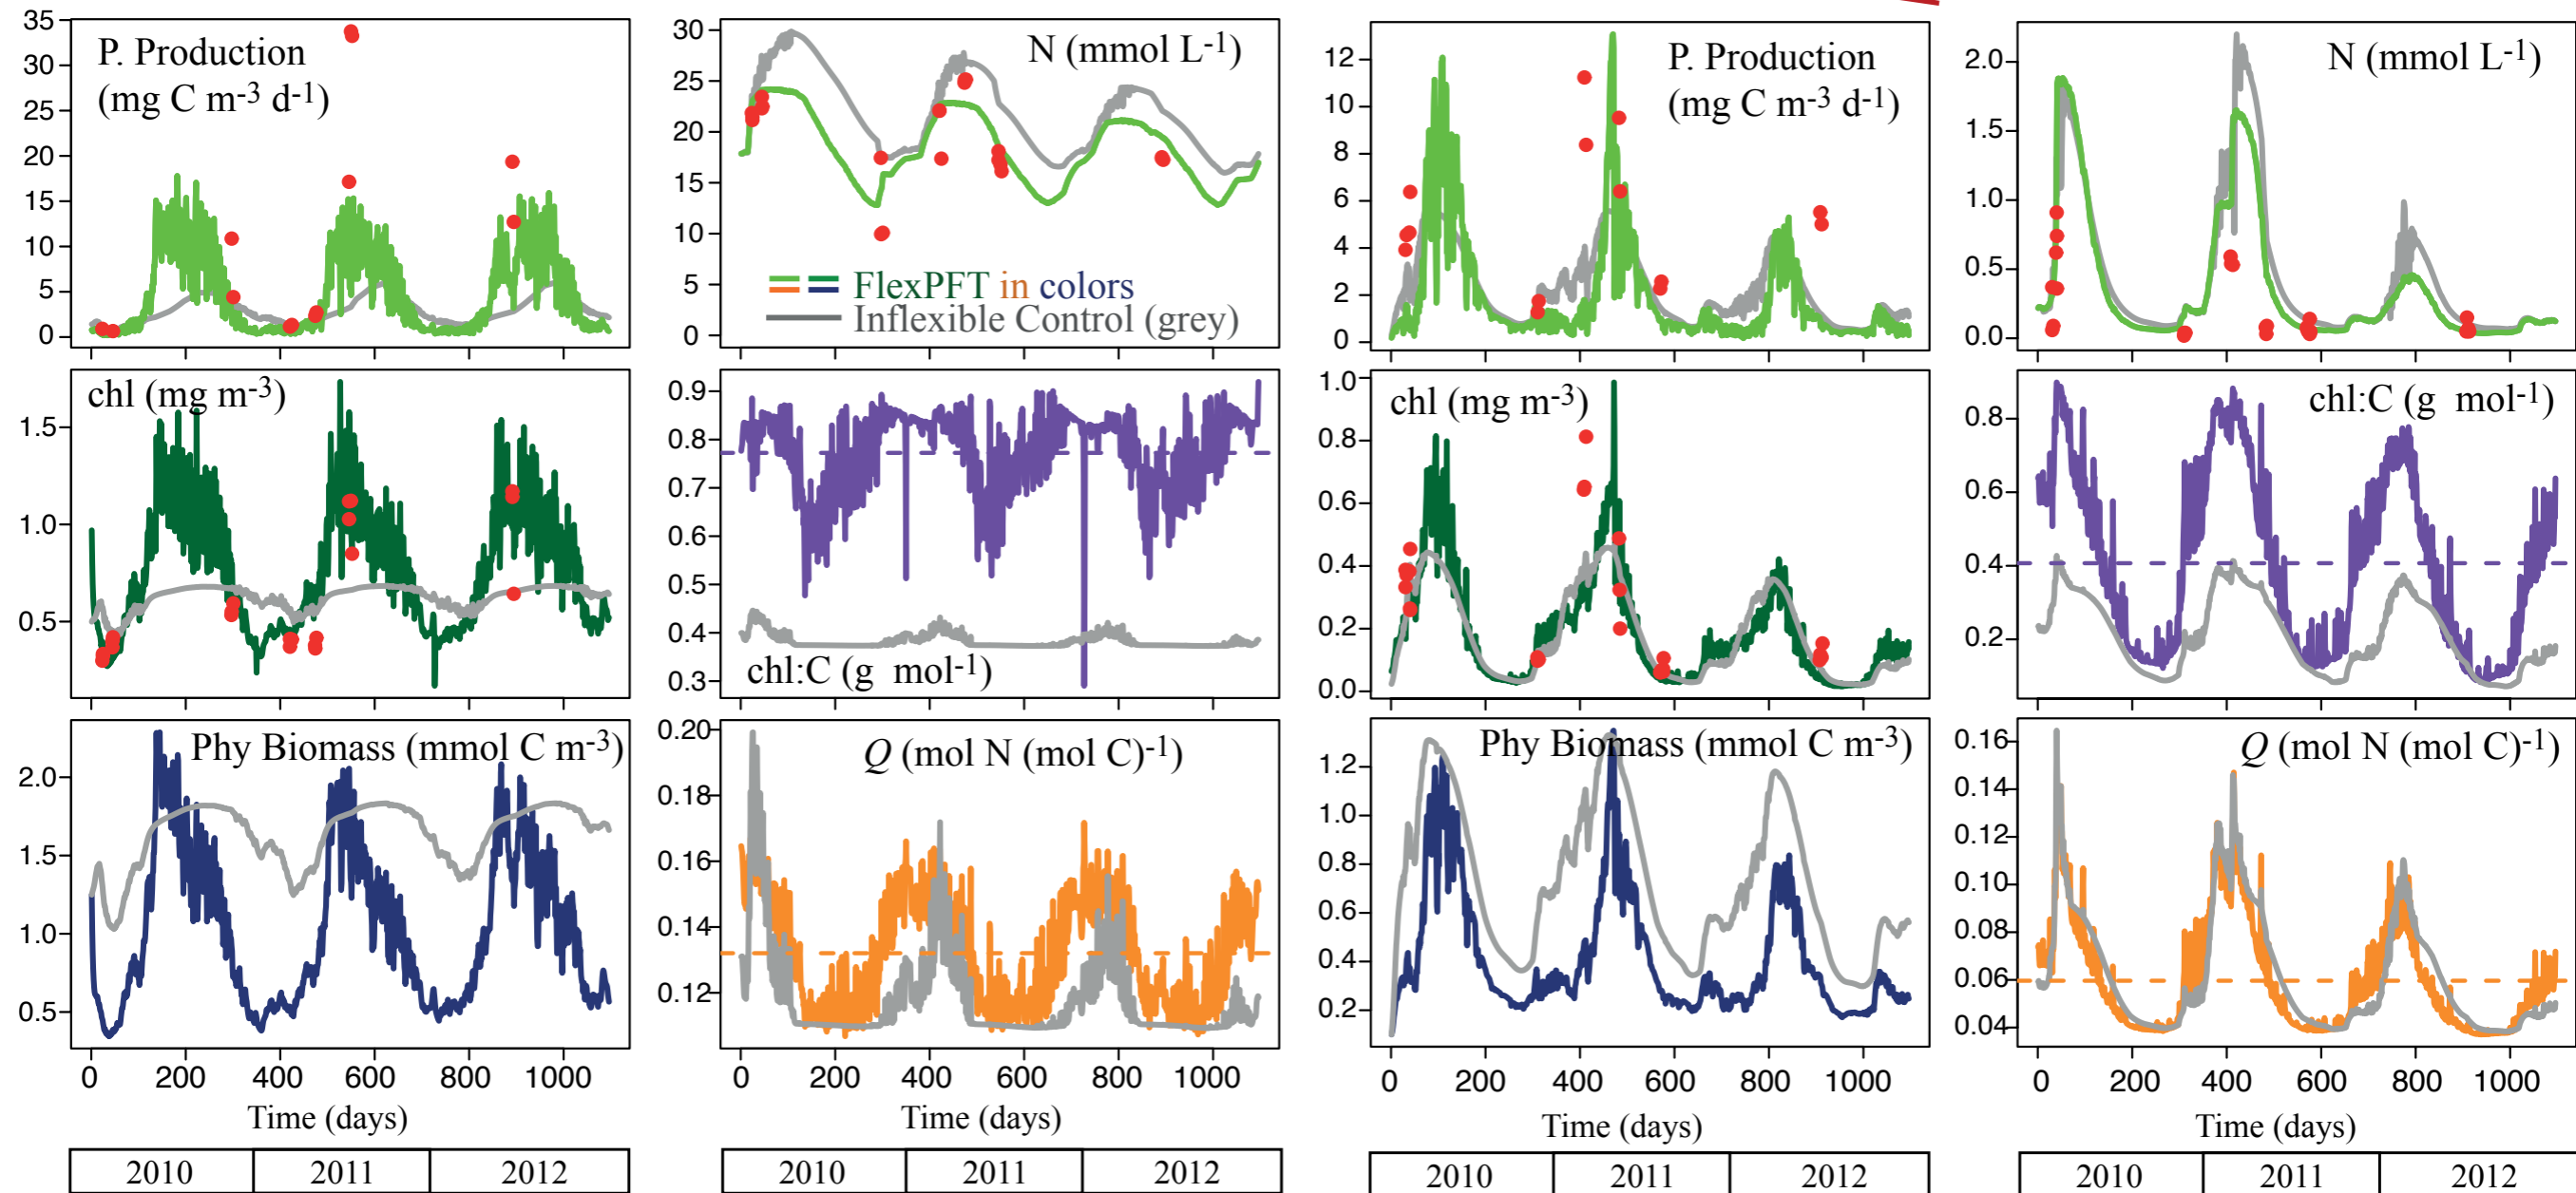 35
30
25
20
15
10
5
0
P. Production
(mg C m-3 d-1)
30
25
20
15
10
5
0
N (mmol L-1)
FlexPFT in colors
Inflexible Control (grey)
12
10
8
6
4
2
0
P. Production
(mg C m-3 d-1)
2.0
1.5
1.0
0.5
0.0
N (mmol L-1)
1.5
1.0
0.5
chl (mg m-3)
0.9
0.8
0.7
0.6
0.5
0.4
0.3
chl:C (g mol-1)
1.0
0.8
0.6
0.4
0.2
0.0
chl (mg m-3)
0.8
0.6
0.4
0.2
chl:C (g mol-1)
2.0
1.5
1.0
0.5
Phy Biomass (mmol C m-3)
0.20
0.18
0.16
0.14
0.12
Q (mol N (mol C)-1)
1.2
1.0
0.8
0.6
0.4
0.2
Phy Biomass (mmol C m-3)
0.16
0.14
0.12
0.10
0.08
0.06
0.04
Q (mol N (mol C)-1)
0 200 400 600 800 1000
0 200 400 600 800 1000
0 200 400 600 800 1000
0 200 400 600 800 1000
Time (days)
Time (days)
Time (days)
Time (days)
2010 2011 2012
2010 2011 2012
2010 2011 2012
2010 2011 2012